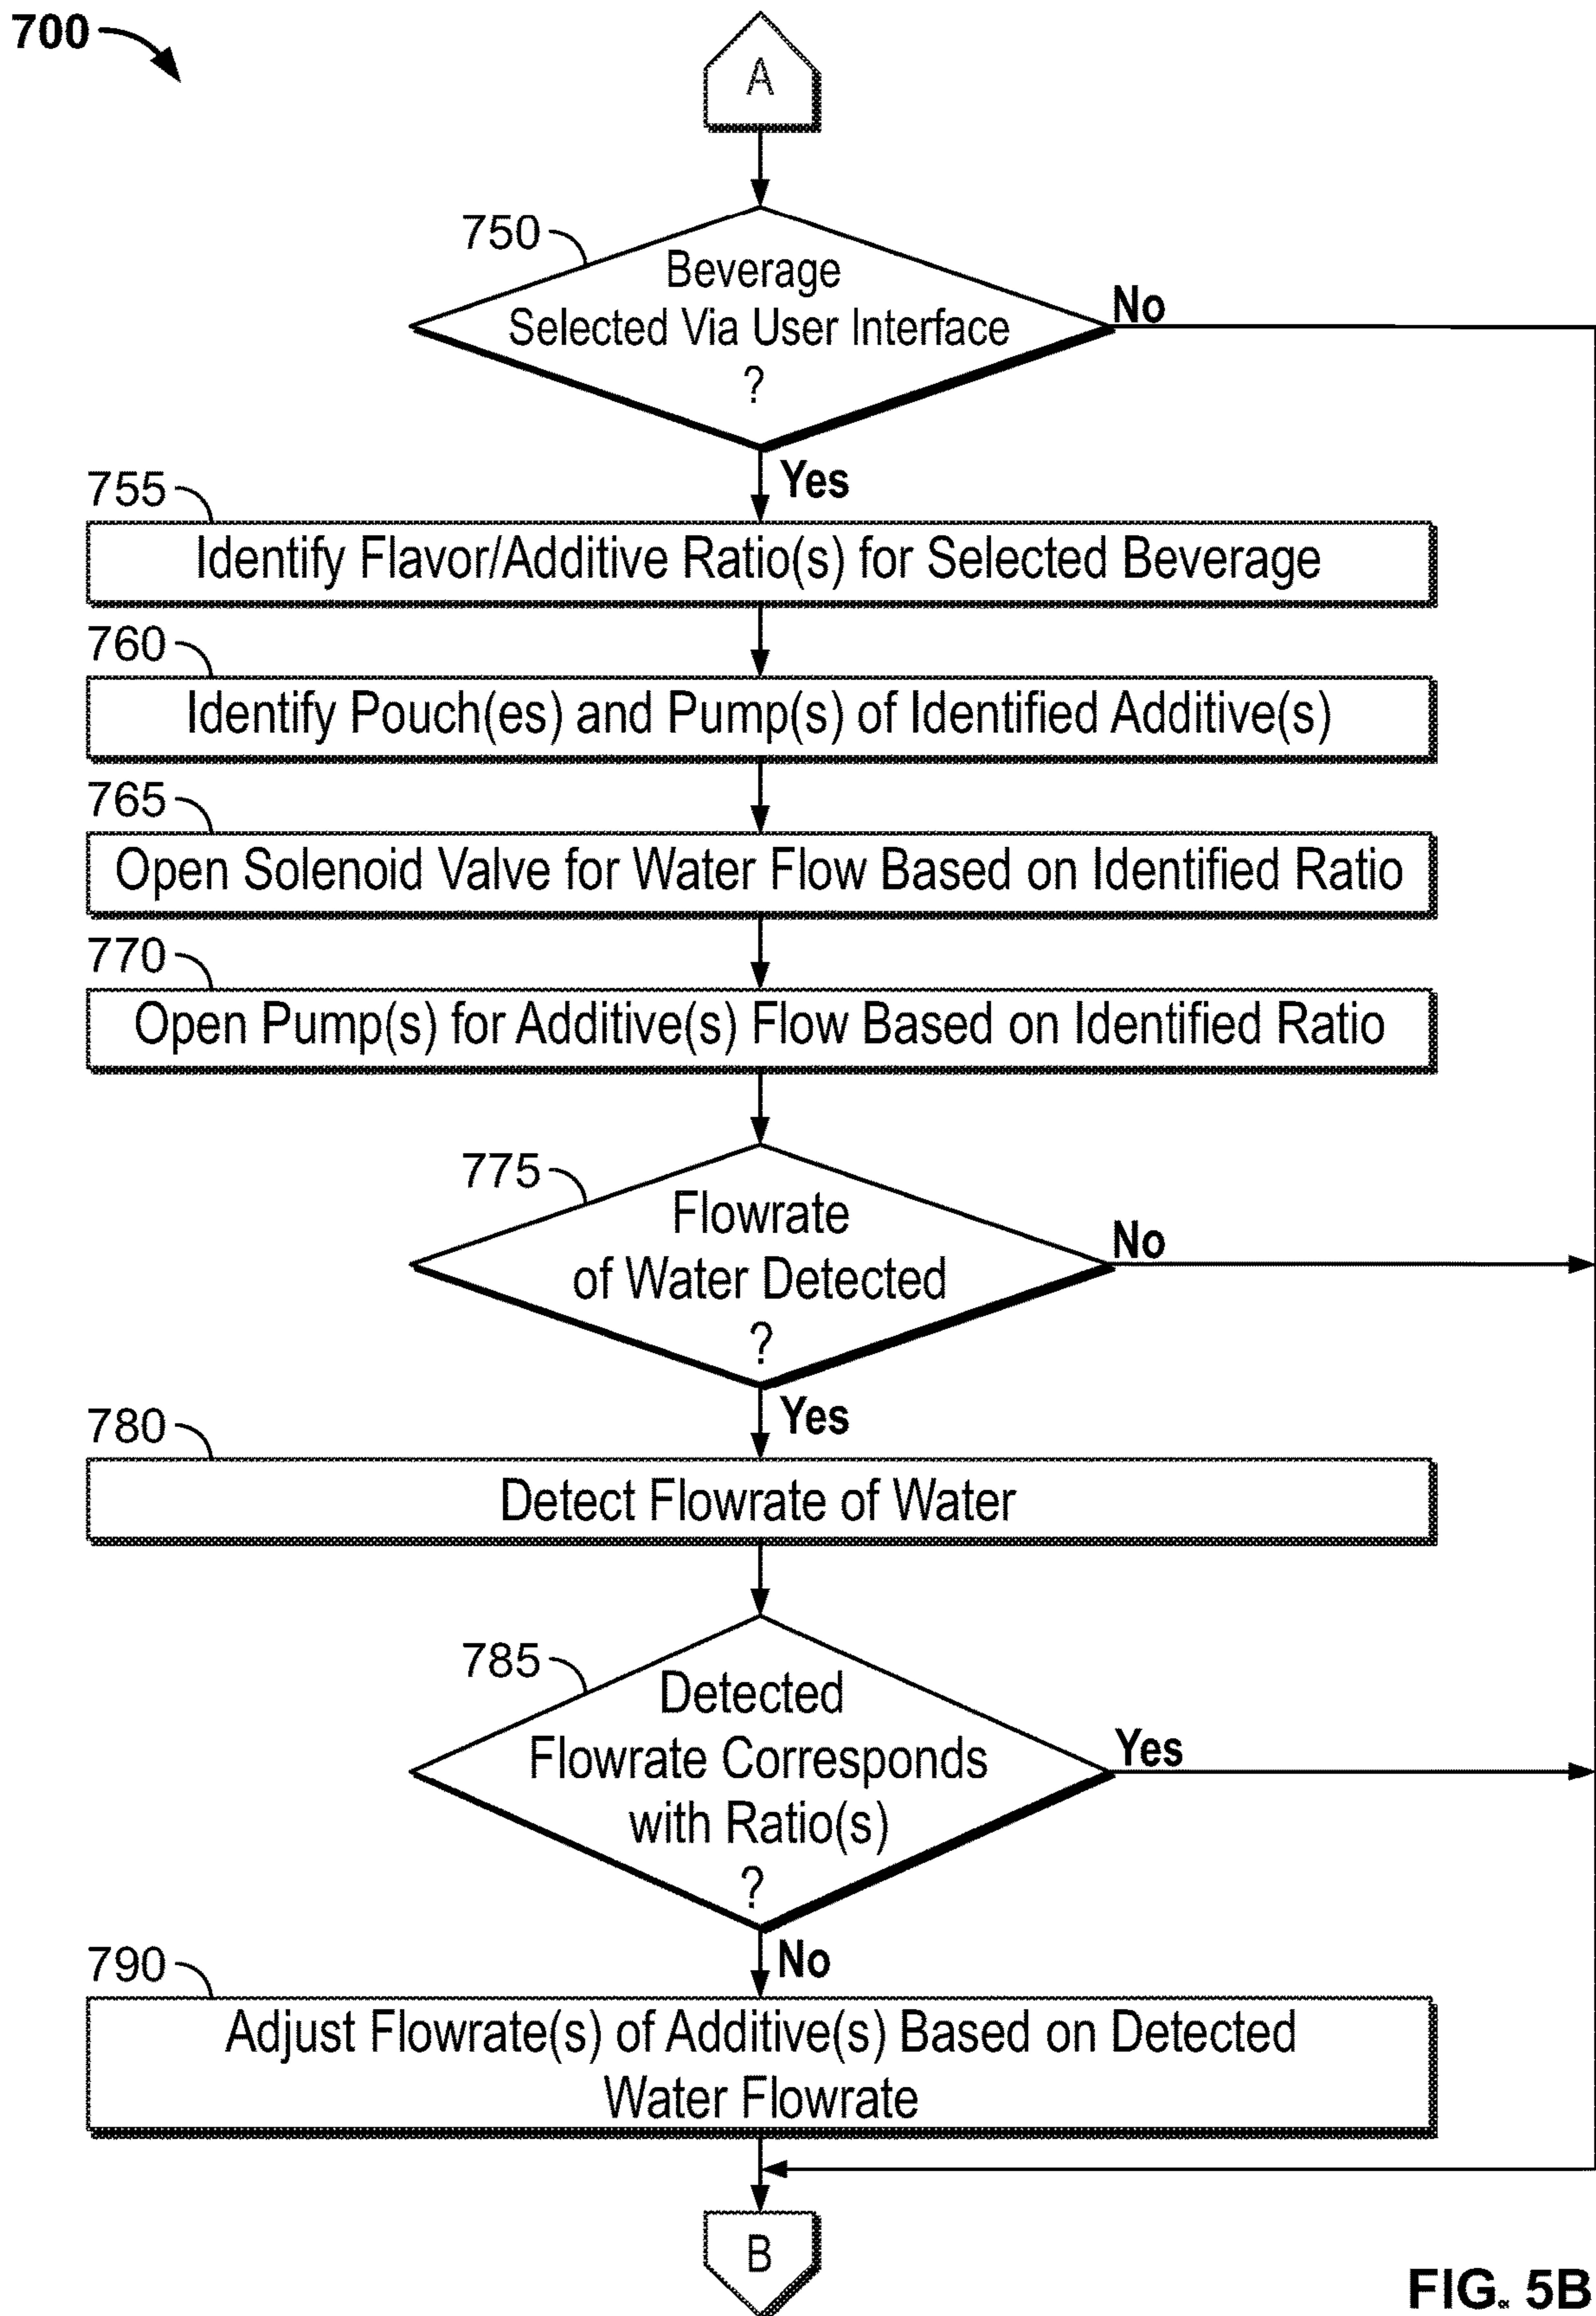 700
A
750
Beverage
Selected Via User Interface
?
No
Yes
755
Identify Flavor/Additive Ratio(s) for Selected Beverage
760
Identify Pouch(es) and Pump(s) of Identified Additive(s)
765
Open Solenoid Valve for Water Flow Based on Identified Ratio
770
Open Pump(s) for Additive(s) Flow Based on Identified Ratio
775
Flowrate
of Water Detected
?
No
Yes
780
Detect Flowrate of Water
785
Detected
Flowrate Corresponds
with Ratio(s)
?
Yes
No
790
Adjust Flowrate(s) of Additive(s) Based on Detected
Water Flowrate
B
FIG. 5B